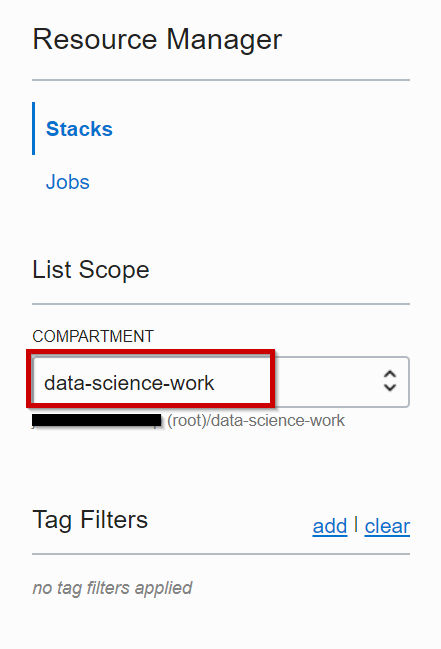 Resource Manager
Stacks
Jobs
List Scope
COMPARTMENT
data-science-work
(root)/data-science-work
Tag Filters
add | clear
no tag filters applied